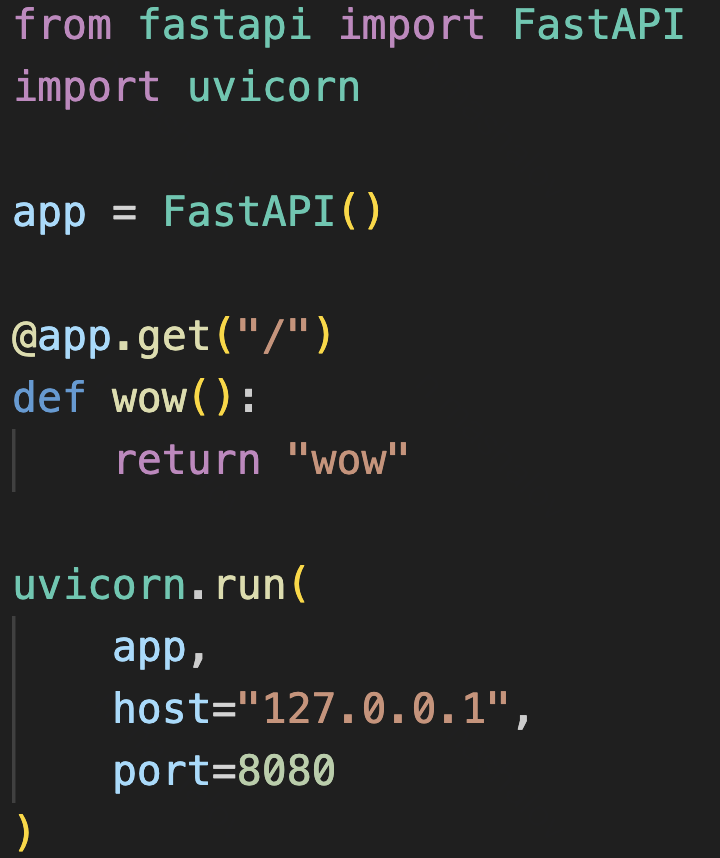 from fastapi import FastAPI
import uvicorn

app = FastAPI()

@app.get("/")
def wow():
    return "wow"

uvicorn.run(
    app,
    host="127.0.0.1",
    port=8080
)